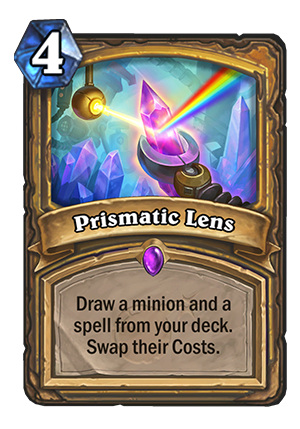 4
Prismatic Lens
Draw a minion and a
spell from your deck.
Swap their Costs.